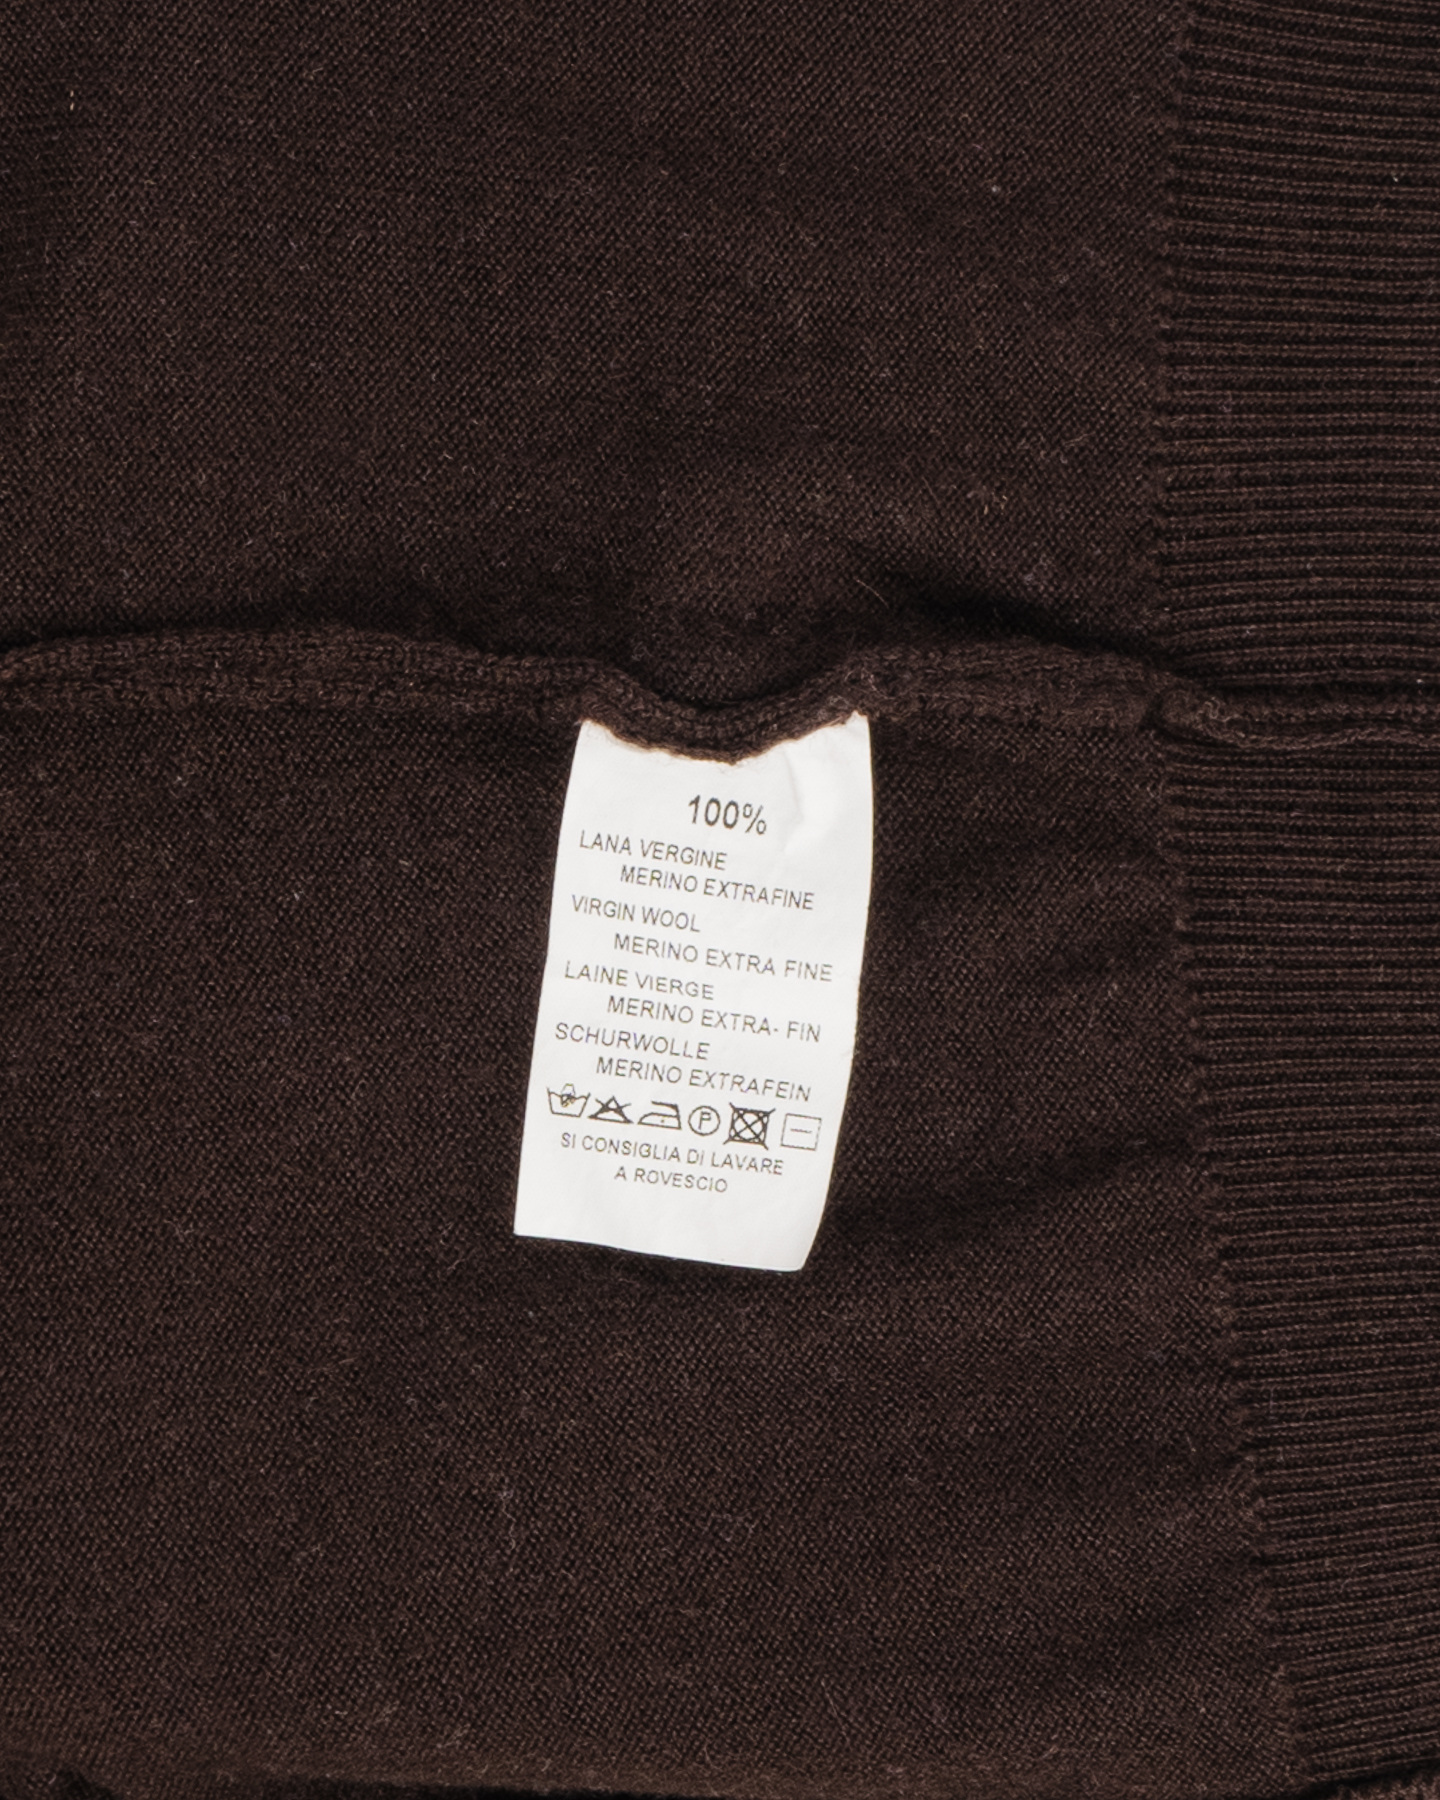 100%
LANA VERGINE
MERINO EXTRAFINE
VIRGIN WOOL
MERINO EXTRA FINE
LAINE VIERGE
MERINO EXTRA- FIN
SCHURWOLLE
MERINO EXTRAFEIN
P
SI CONSIGLIA DI LAVARE
A ROVESCIO